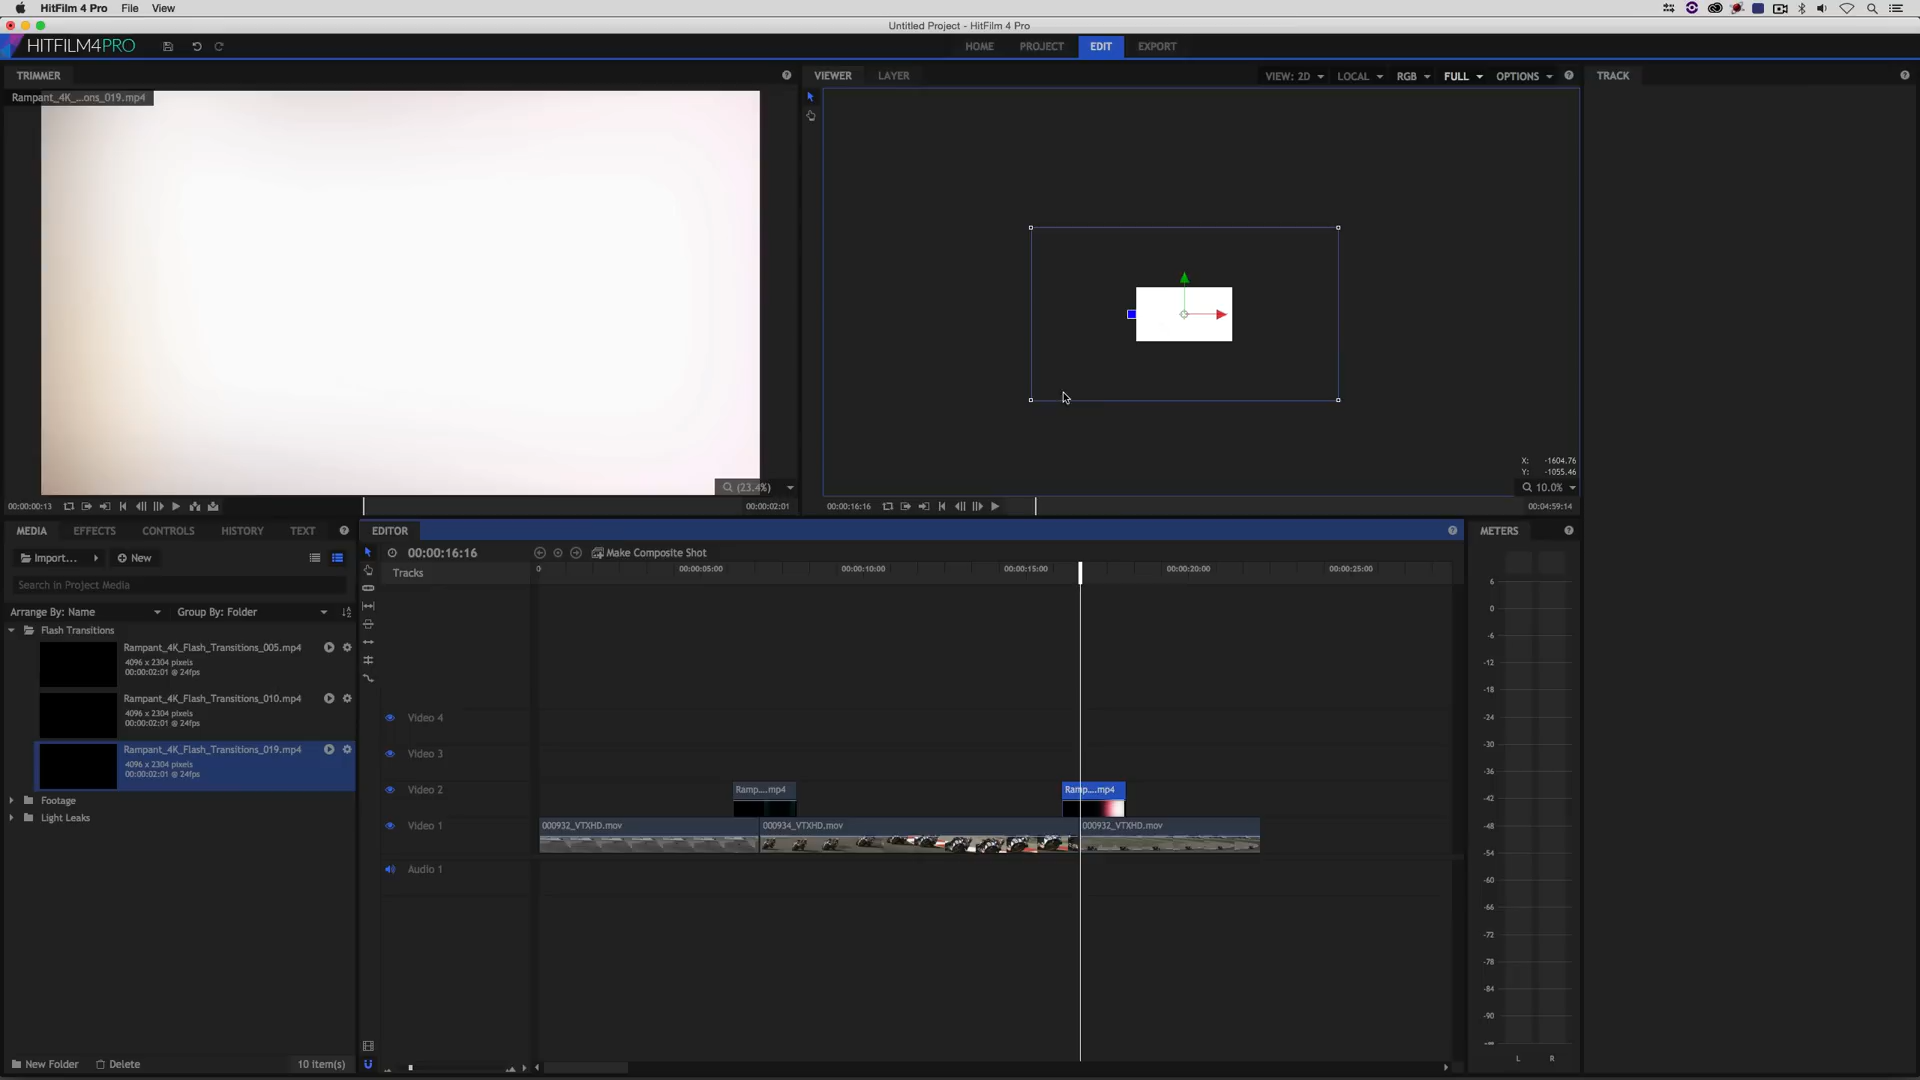 HitFilm 4 Pro File View
Untitled Project - HitFilm 4 Pro
HITFILM4PRO
HOME PROJECT EDIT EXPORT
TRIMMER
VIEWER LAYER VIEW: 2D LOCAL RGB FULL OPTIONS
TRACK
Rampant_4K_...ons_019.mp4
X: -1604.76
Y: -1055.46
(23.4%)
10.0%
00:00:00:13
00:00:02:01
00:00:16:16
00:04:59:14
MEDIA EFFECTS CONTROLS HISTORY TEXT
EDITOR
METERS
Import... New
00:00:16:16
Make Composite Shot
Tracks
0 00:00:05:00 00:00:10:00 00:00:15:00 00:00:20:00 00:00:25:00
Search in Project Media
Arrange By: Name Group By: Folder
Flash Transitions
Rampant_4K_Flash_Transitions_005.mp4
4096 x 2304 pixels
00:00:02:01 @ 24fps
Rampant_4K_Flash_Transitions_010.mp4
4096 x 2304 pixels
00:00:02:01 @ 24fps
Rampant_4K_Flash_Transitions_019.mp4
4096 x 2304 pixels
00:00:02:01 @ 24fps
Footage
Light Leaks
Video 4
Video 3
Video 2
Ramp....mp4 Ramp....mp4
Video 1
000932_VTXHD.mov 000934_VTXHD.mov 000932_VTXHD.mov
Audio 1
6
0
-6
-12
-18
-24
-30
-36
-42
-48
-54
-60
-66
-72
-78
-84
-90
L R
New Folder Delete 10 item(s)